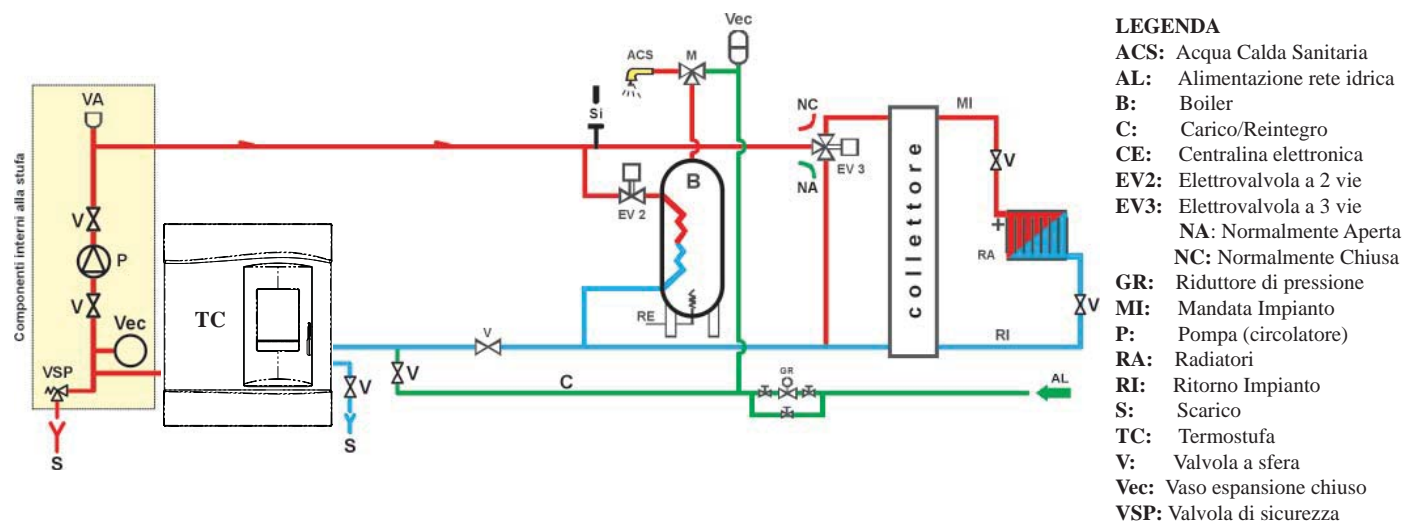 Componenti interni alla stufa
VA
V
P
V
Vec
VSP
S
TC
V
S
V
V
C
ACS
M
Vec
Si
EV 2
B
RE
NC
NA
EV 3
GR
AL
collettore
MI
V
+
RA
V
RI
LEGENDA
ACS: Acqua Calda Sanitaria
AL: Alimentazione rete idrica
B: Boiler
C: Carico/Reintegro
CE: Centralina elettronica
EV2: Elettrovalvola a 2 vie
EV3: Elettrovalvola a 3 vie
NA: Normalmente Aperta
NC: Normalmente Chiusa
GR: Riduttore di pressione
MI: Mandata Impianto
P: Pompa (circolatore)
RA: Radiatori
RI: Ritorno Impianto
S: Scarico
TC: Termostufa
V: Valvola a sfera
Vec: Vaso espansione chiuso
VSP: Valvola di sicurezza